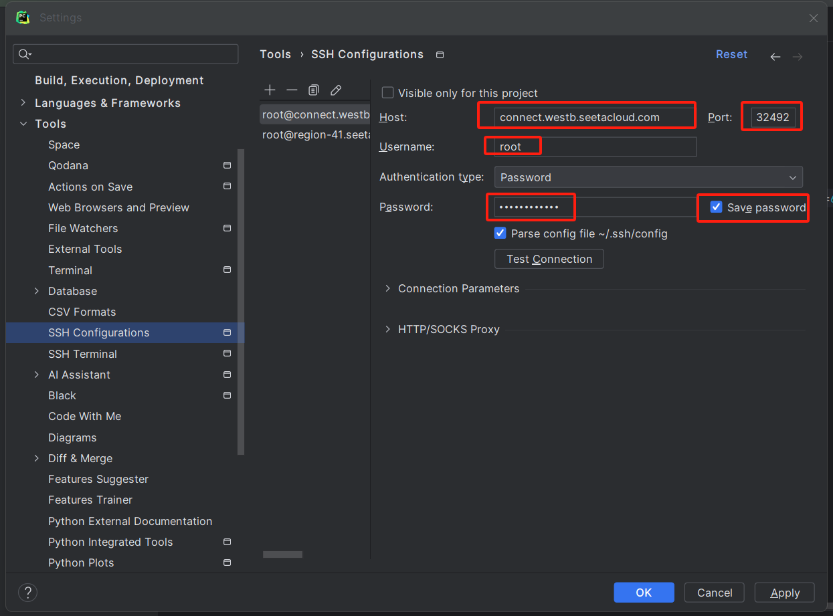 Settings
Tools › SSH Configurations
Reset
Build, Execution, Deployment
Languages & Frameworks
Tools
Space
Qodana
Actions on Save
Web Browsers and Preview
File Watchers
External Tools
Terminal
Database
CSV Formats
SSH Configurations
SSH Terminal
AI Assistant
Black
Code With Me
Diagrams
Diff & Merge
Features Suggester
Features Trainer
Python External Documentation
Python Integrated Tools
Python Plots
root@connect.westb
root@region-41.seeta
Visible only for this project
Host: connect.westb.seetacloud.com Port: 32492
Username: root
Authentication type: Password
Password: •••••••••••• Save password
Parse config file ~/.ssh/config
Test Connection
Connection Parameters
HTTP/SOCKS Proxy
? OK Cancel Apply